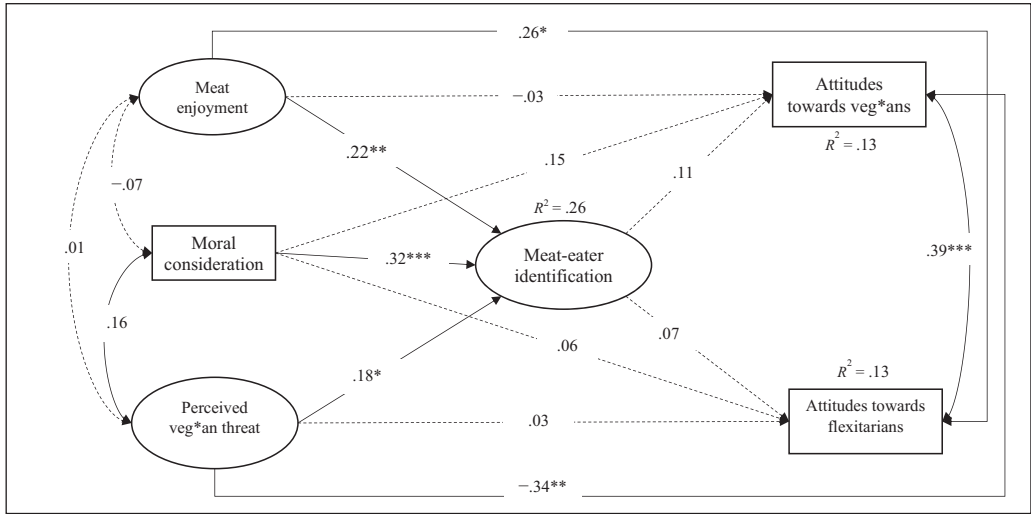 .26*
Meat
enjoyment
−.03
Attitudes
towards veg*ans
R² = .13
.22**
.15
.11
−.07
R² = .26
.01
Moral
consideration
.32***
Meat-eater
identification
.39***
.16
.06
.07
.18*
R² = .13
Perceived
veg*an threat
.03
Attitudes towards
flexitarians
−.34**